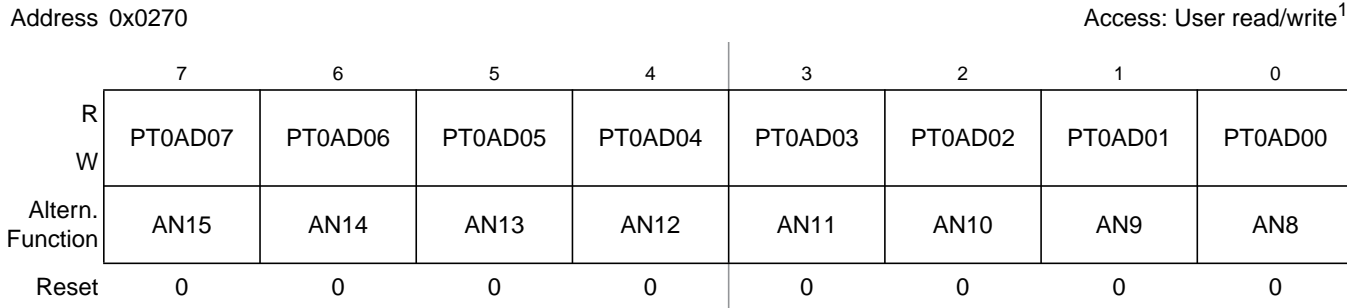 Address 0x0270 Access: User read/write1
7 6 5 4 3 2 1 0
R
W
PT0AD07 PT0AD06 PT0AD05 PT0AD04 PT0AD03 PT0AD02 PT0AD01 PT0AD00
Altern.
Function
AN15 AN14 AN13 AN12 AN11 AN10 AN9 AN8
Reset 0 0 0 0 0 0 0 0